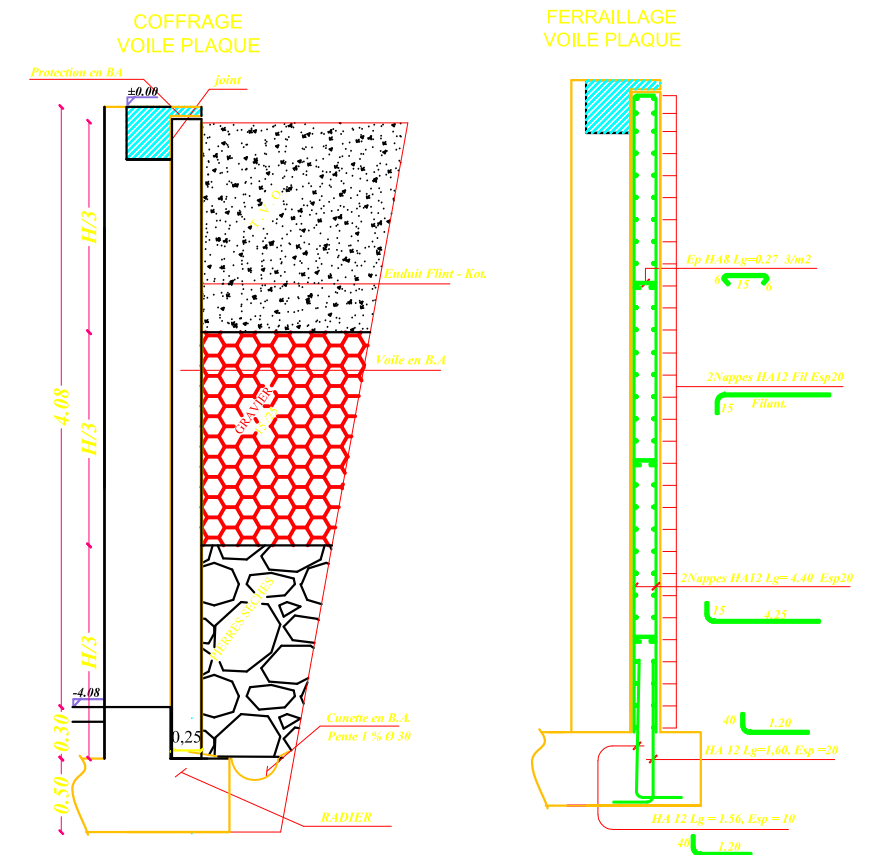 COFFRAGE
VOILE PLAQUE
Protection en BA
joint
±0,00
H/3
H/3
H/3
4.08
0.30
0.50
-4.08
0,25
T. V. O
GRAVIER
PIERRES SECHES
Enduit Flint - Kot.
Voile en B.A
Cunette en B.A.
Pente 1 % O 30
RADIER
FERRAILLAGE
VOILE PLAQUE
Ep HA8 Lg=0.27 3/m2
6 15 6
2Nappes HA12 Fil Esp20
15 Filant.
2Nappes HA12 Lg= 4.40 Esp20
15 4.25
40 1.20
HA 12 Lg=1,60, Esp =20
HA 12 Lg = 1.56, Esp = 10
40 1.20